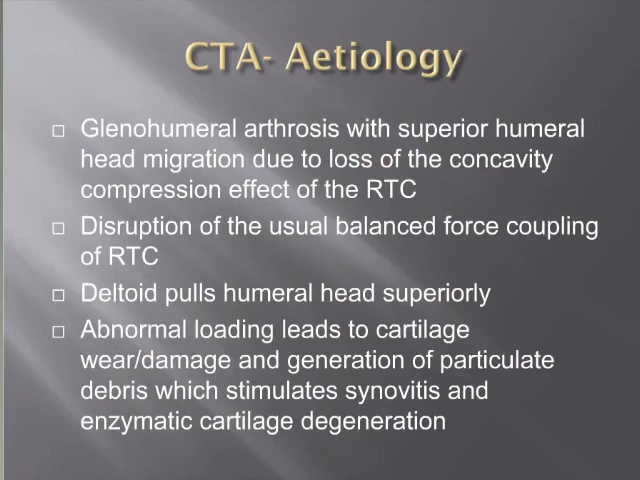 CTA- Aetiology
Glenohumeral arthrosis with superior humeral
head migration due to loss of the concavity
compression effect of the RTC
Disruption of the usual balanced force coupling
of RTC
Deltoid pulls humeral head superiorly
Abnormal loading leads to cartilage
wear/damage and generation of particulate
debris which stimulates synovitis and
enzymatic cartilage degeneration